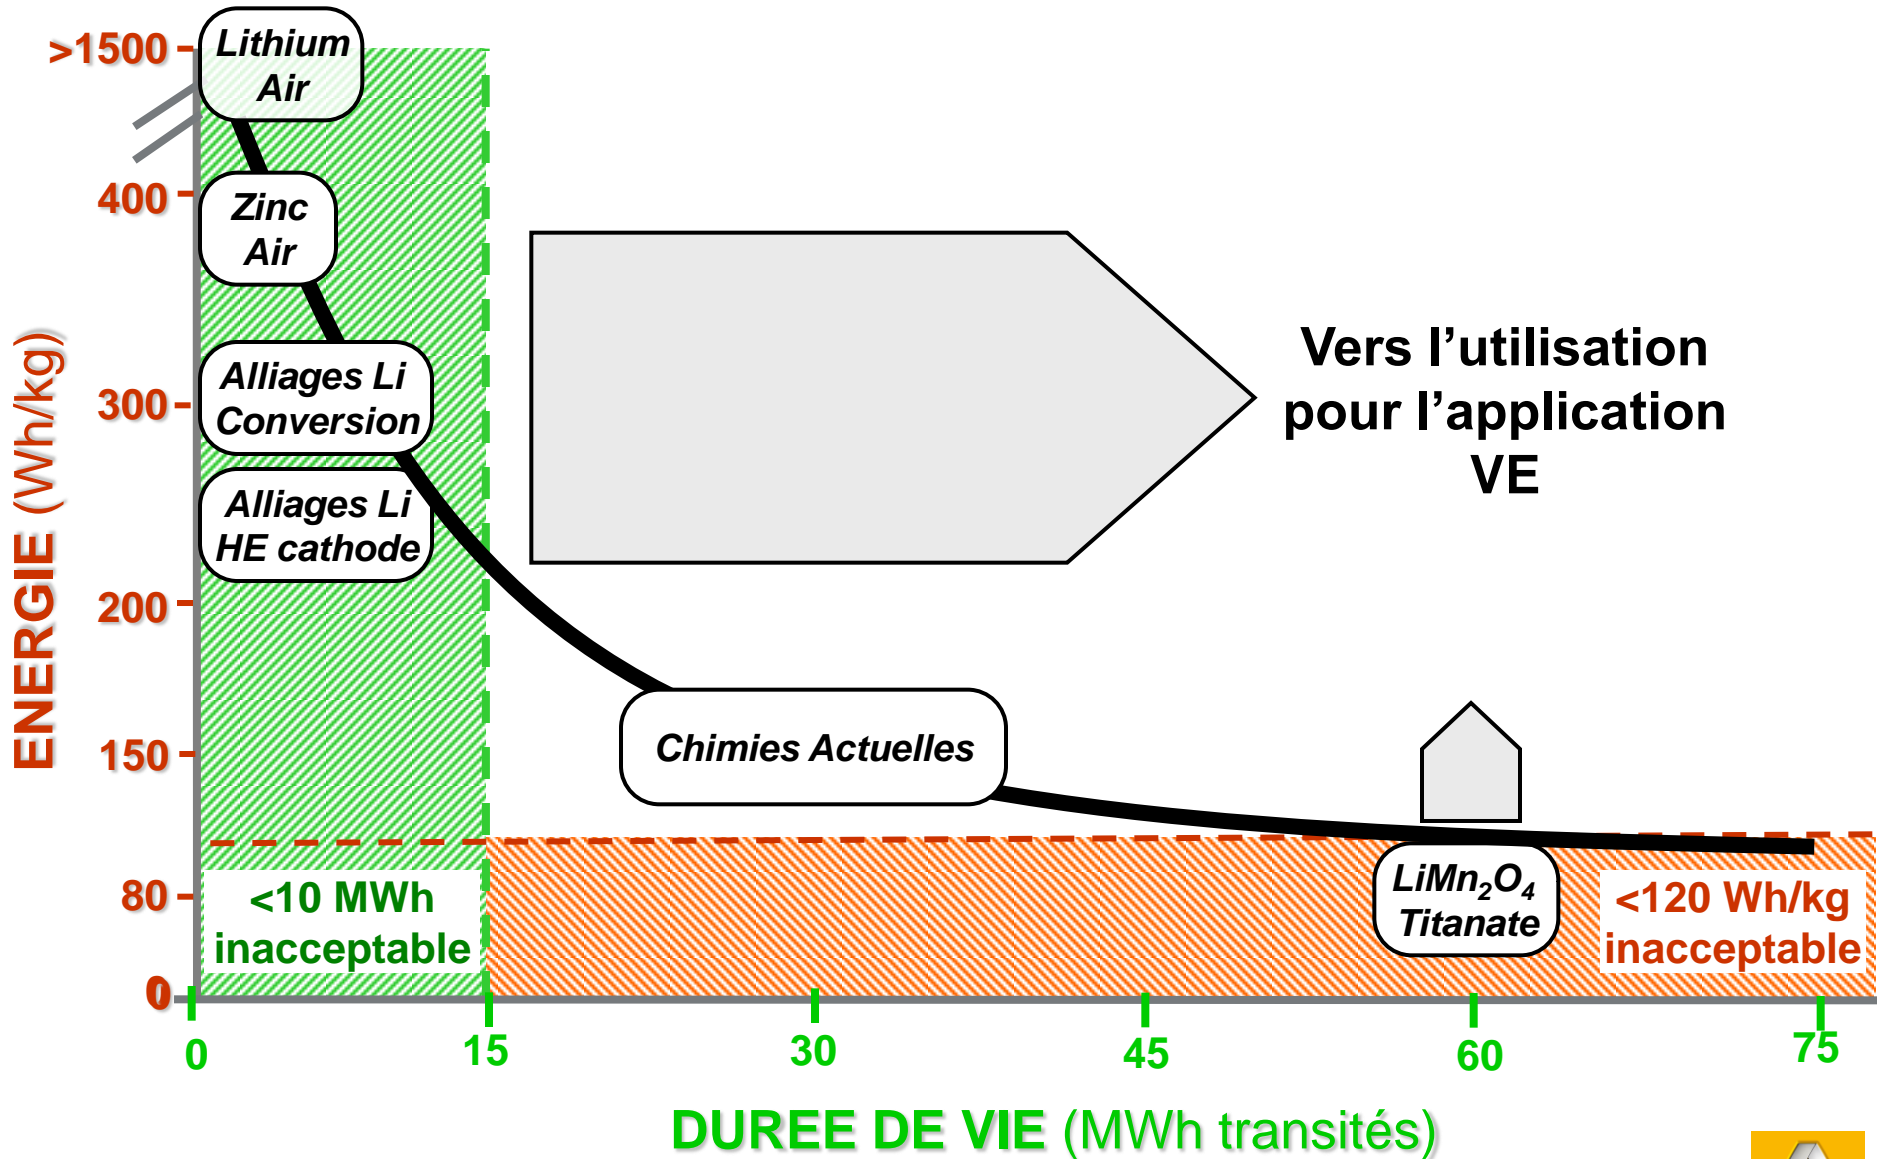 >1500
400
300
200
150
80
0
ENERGIE (Wh/kg)
Lithium
Air
Zinc
Air
Alliages Li
Conversion
Alliages Li
HE cathode
Vers l’utilisation
pour l’application
VE
Chimies Actuelles
LiMn₂O₄
Titanate
<10 MWh
inacceptable
<120 Wh/kg
inacceptable
0
15
30
45
60
75
DUREE DE VIE (MWh transités)